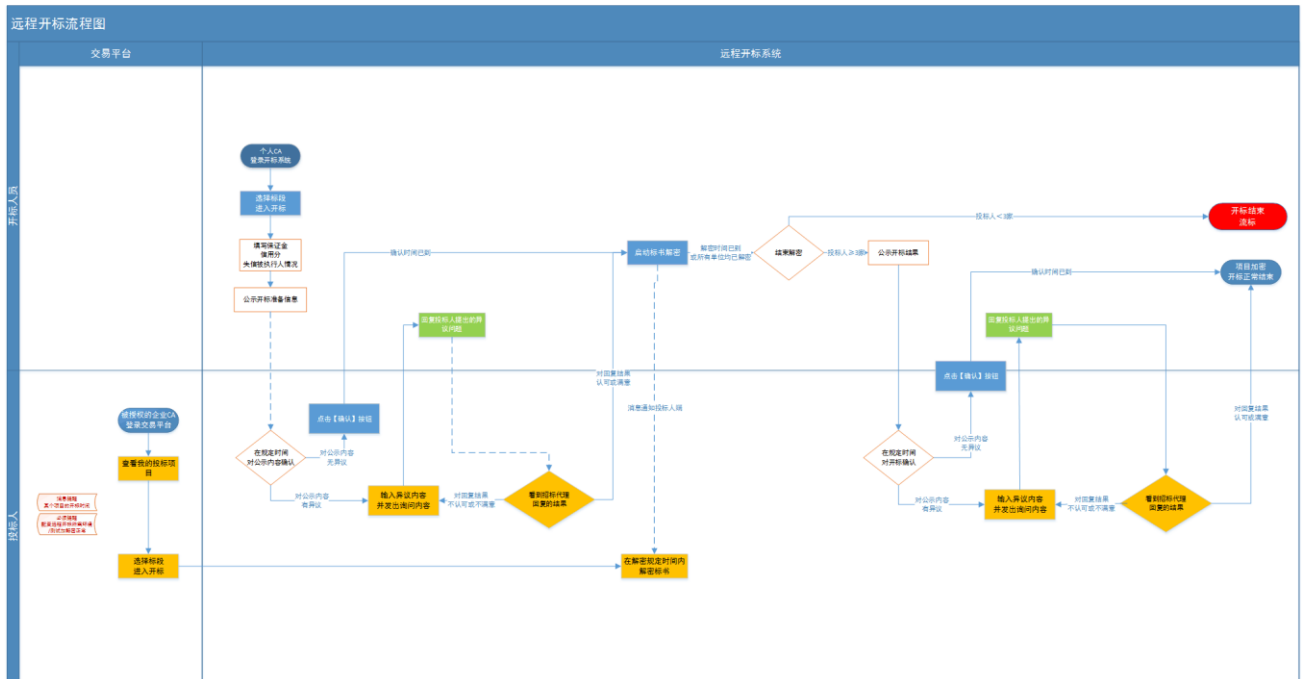 远程开标流程图
交易平台
远程开标系统
开标人员
个人CA
登录开标系统
选择标段
进入开标
填写保证金
信用分
失信被执行人情况
公示开标准备信息
确认时间已到
启动标书解密
解密时间已到
或所有单位均已解密
结束解密
投标人<3家
投标人≥3家
公示开标结果
开标结束
流标
确认时间已到
项目加密
开标正常结束
回复投标人提出的异
议问题
回复投标人提出的异
议问题
投标人
被授权的企业CA
登录交易平台
查看我的投标项
目
消息提醒
某个项目的开标时间
选择标段
进入开标
在规定时间
对公示内容确认
对公示内容
无异议
点击【确认】按钮
对公示内容
有异议
输入异议内容
并发出询问内容
对回复结果
不认可或不满意
看到招标代理
回复的结果
对回复结果
认可或满意
消息通知投标人端
在解密规定时间内
解密标书
在规定时间
对开标确认
对公示内容
无异议
点击【确认】按钮
对公示内容
有异议
输入异议内容
并发出询问内容
对回复结果
不认可或不满意
看到招标代理
回复的结果
对回复结果
认可或满意